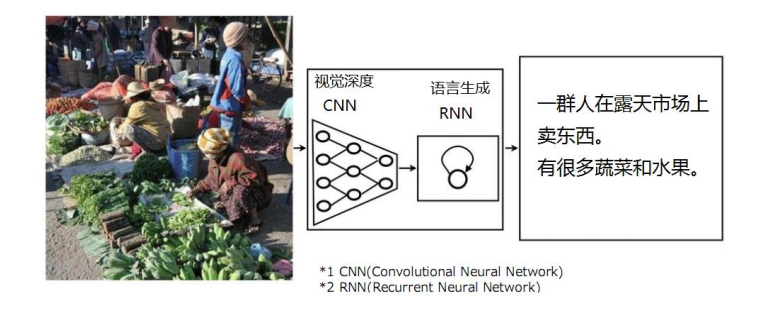 视觉深度
CNN
语言生成
RNN
一群人在露天市场上
卖东西。
有很多蔬菜和水果。
*1 CNN(Convolutional Neural Network)
*2 RNN(Recurrent Neural Network)